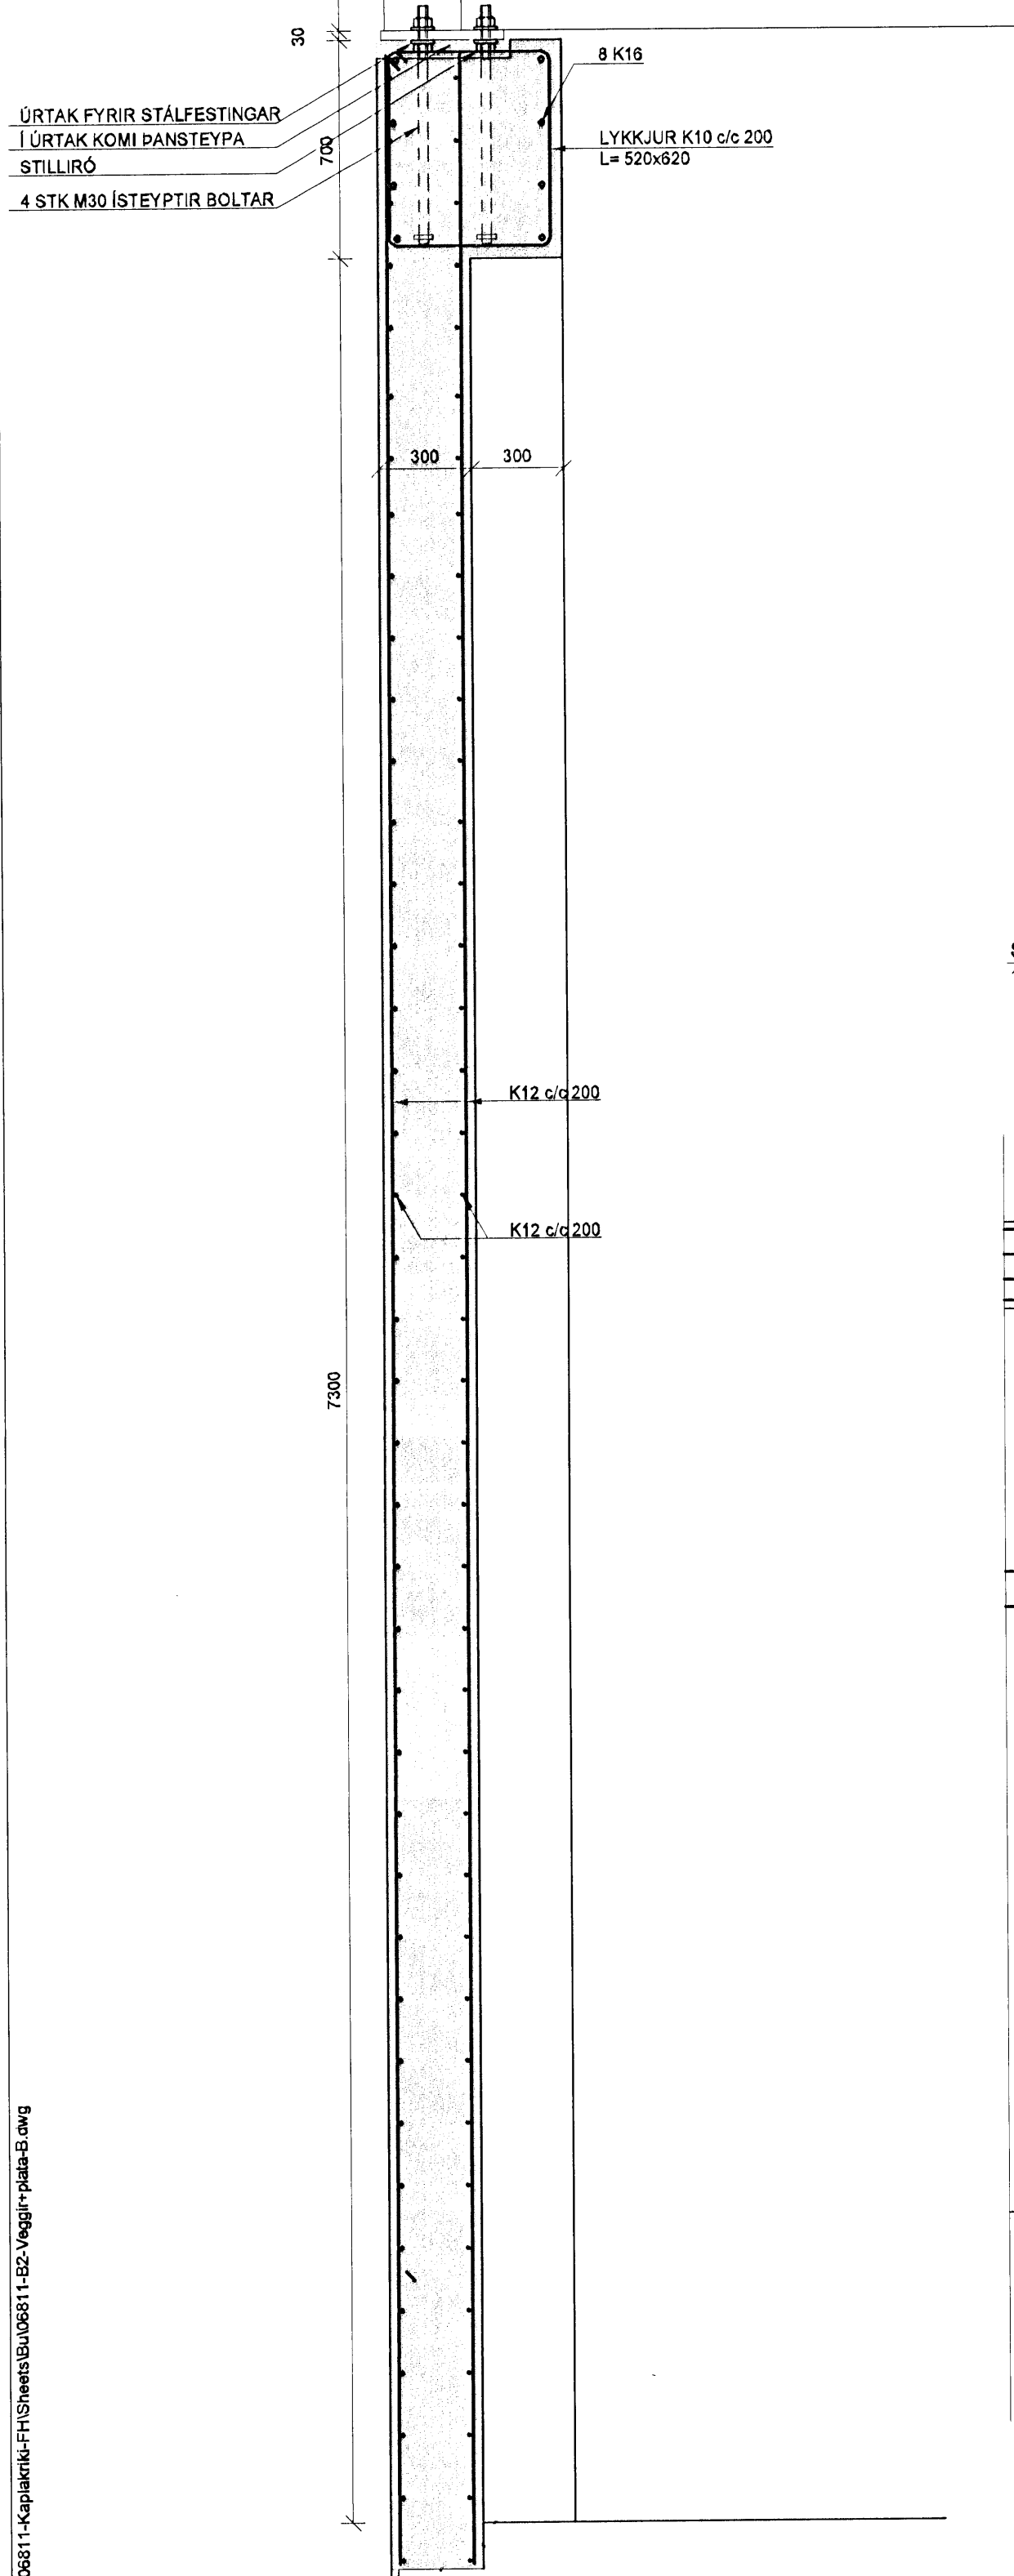 30
8 K16
ÚRTAK FYRIR STÁLFESTINGAR
Í ÚRTAK KOMI ÞANSTEYPA
STILLIRÓ
4 STK M30 ÍSTEYPTIR BOLTAR
700
LYKKJUR K10 c/c 200
L= 520x620
300
300
K12 c/c 200
K12 c/c 200
7300
06811-Kaplakriki-FH\Sheets\Bu\06811-B2-Veggir+plata-B.dwg